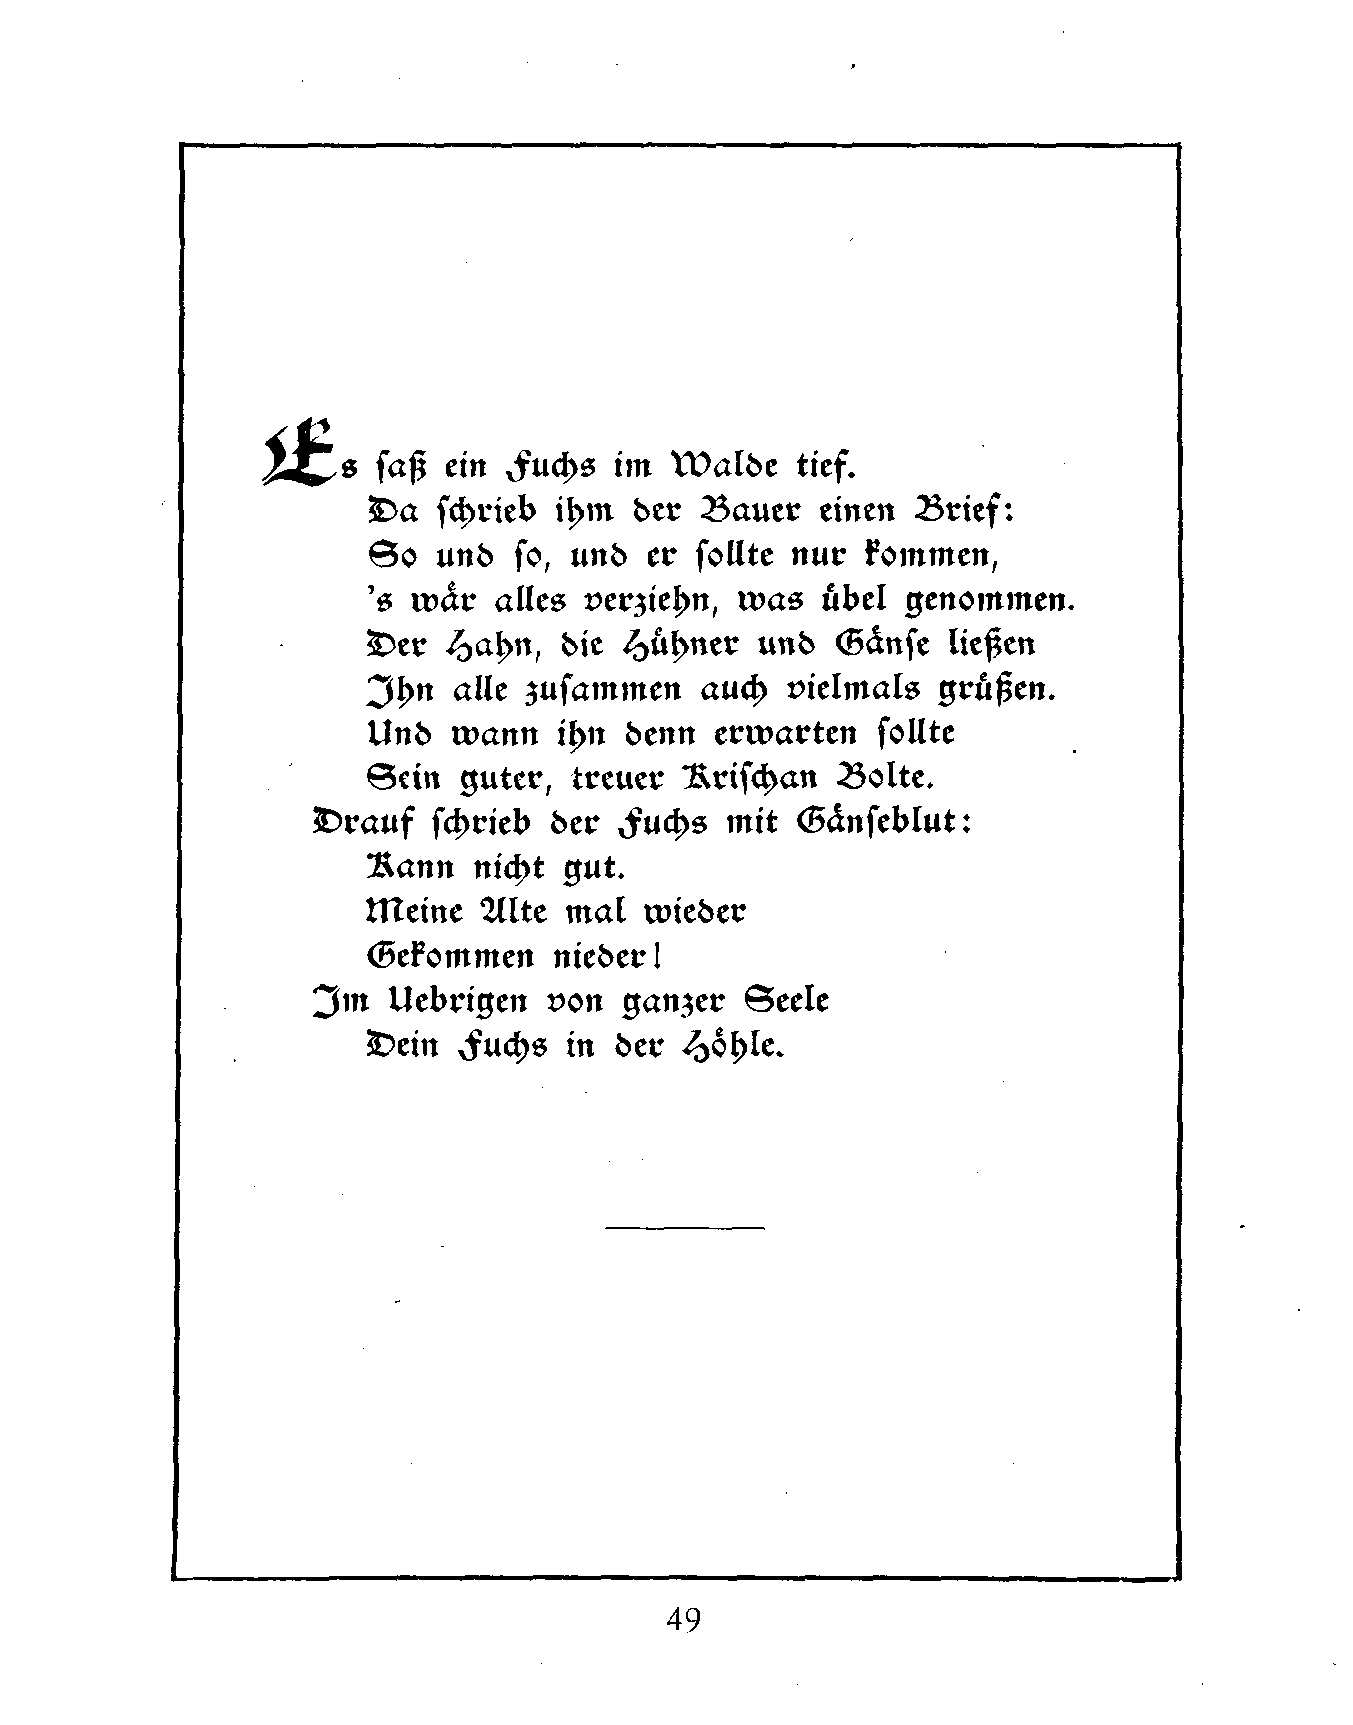 Es saß ein Fuchs im Walde tief.
Da schrieb ihm der Bauer einen Brief:
So und so, und er sollte nur kommen,
's wär alles verziehn, was übel genommen.
Der Hahn, die Hühner und Gänse ließen
Ihn alle zusammen auch vielmals grüßen.
Und wann ihn denn erwarten sollte
Sein guter, treuer Krischan Bolte.
Drauf schrieb der Fuchs mit Gänseblut:
Kann nicht gut.
Meine Alte mal wieder
Gekommen nieder!
Im Uebrigen von ganzer Seele
Dein Fuchs in der Höhle.
49